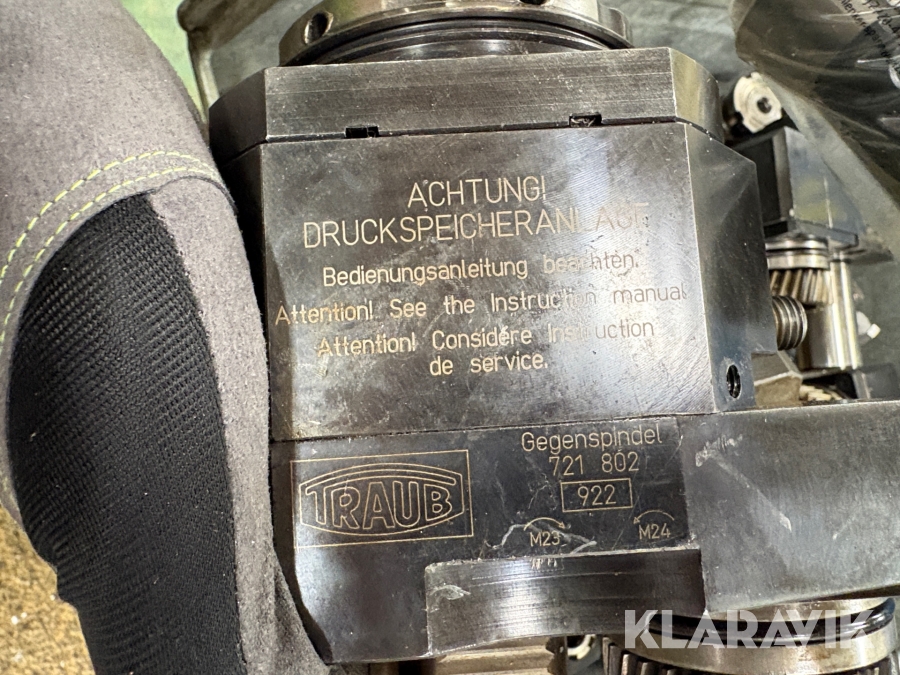 ACHTUNG!
DRUCKSPEICHERANLAGE
Bedienungsanleitung beachten.
Attention! See the Instruction manual
Attention! Considére Instruction
de service.
Gegenspindel
721 802
922
TRAUB
M23 M24
KLARAVIK